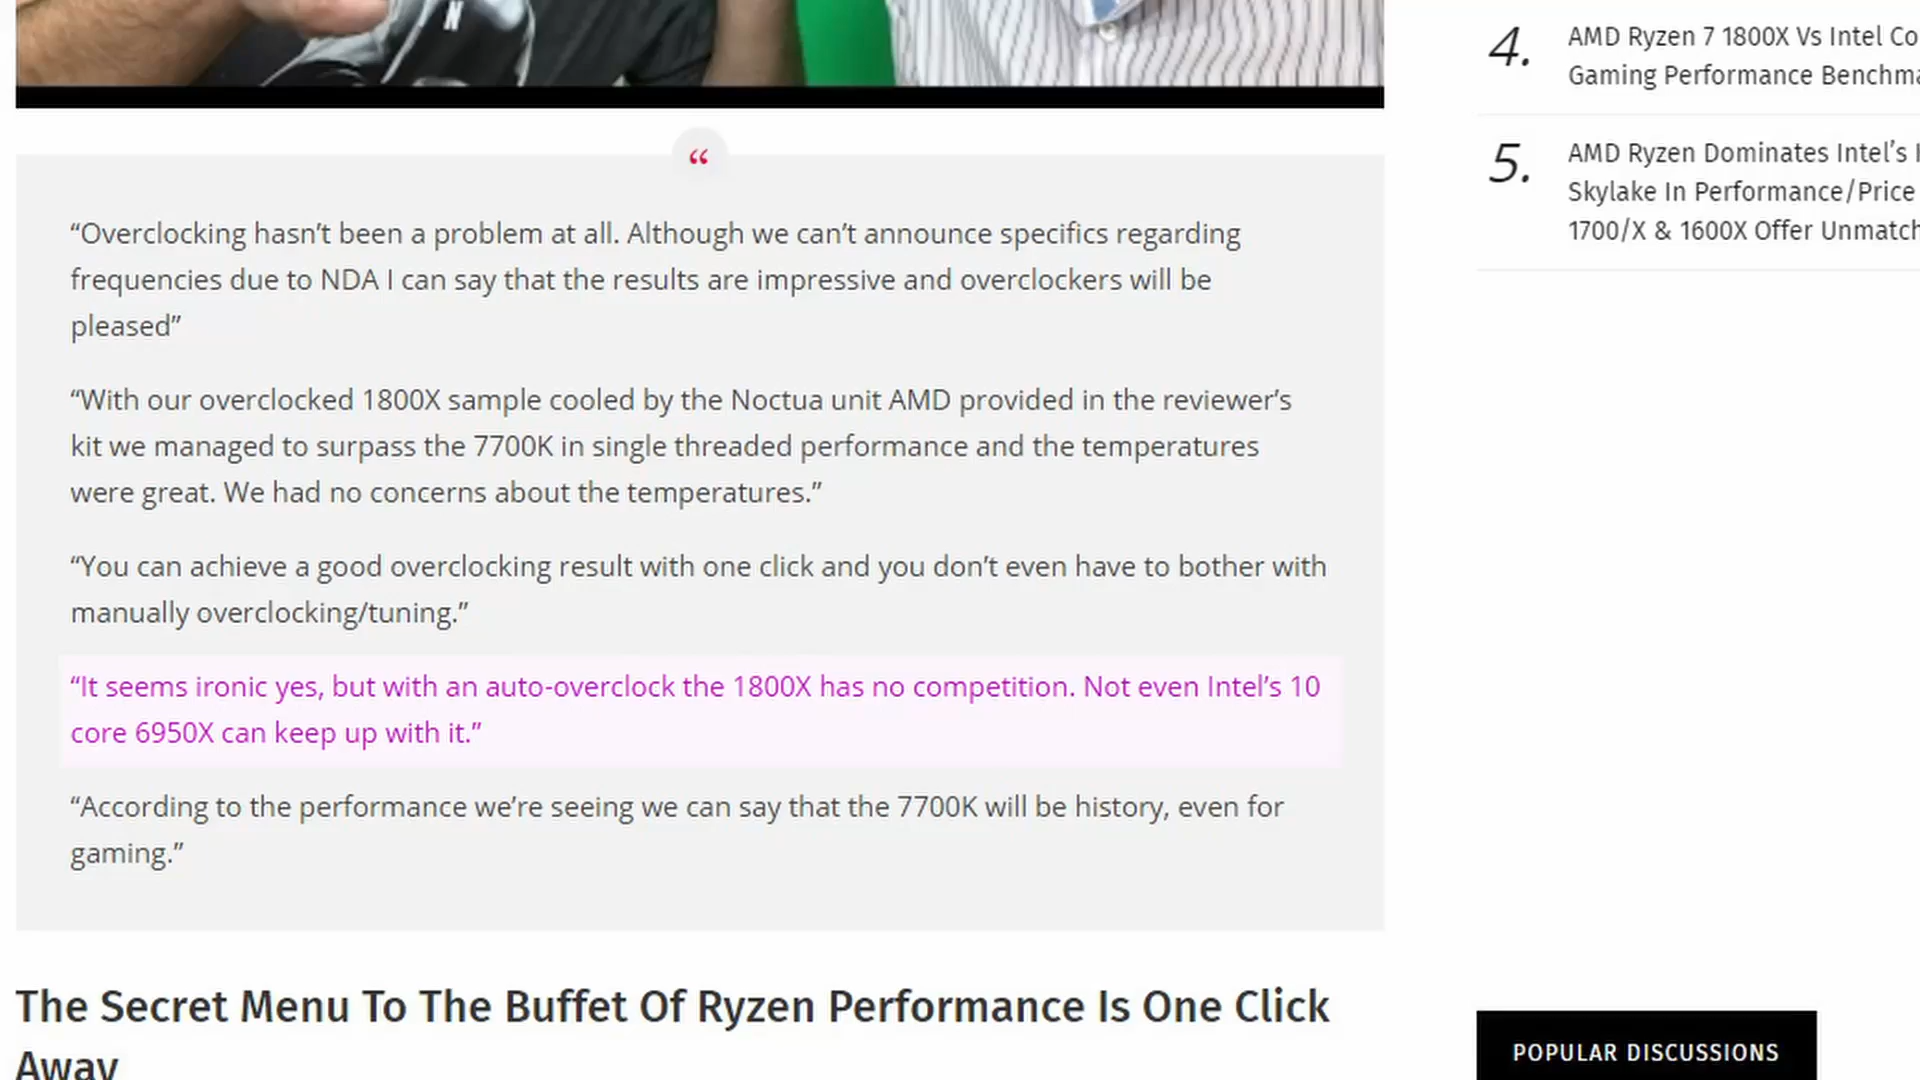 N
4.
AMD Ryzen 7 1800X Vs Intel Co
Gaming Performance Benchma
5.
AMD Ryzen Dominates Intel’s
Skylake In Performance/Price
1700/X & 1600X Offer Unmatch
“
“Overclocking hasn’t been a problem at all. Although we can’t announce specifics regarding
frequencies due to NDA I can say that the results are impressive and overclockers will be
pleased”
“With our overclocked 1800X sample cooled by the Noctua unit AMD provided in the reviewer’s
kit we managed to surpass the 7700K in single threaded performance and the temperatures
were great. We had no concerns about the temperatures.”
“You can achieve a good overclocking result with one click and you don’t even have to bother with
manually overclocking/tuning.”
“It seems ironic yes, but with an auto-overclock the 1800X has no competition. Not even Intel’s 10
core 6950X can keep up with it.”
“According to the performance we’re seeing we can say that the 7700K will be history, even for
gaming.”
The Secret Menu To The Buffet Of Ryzen Performance Is One Click
Away
POPULAR DISCUSSIONS